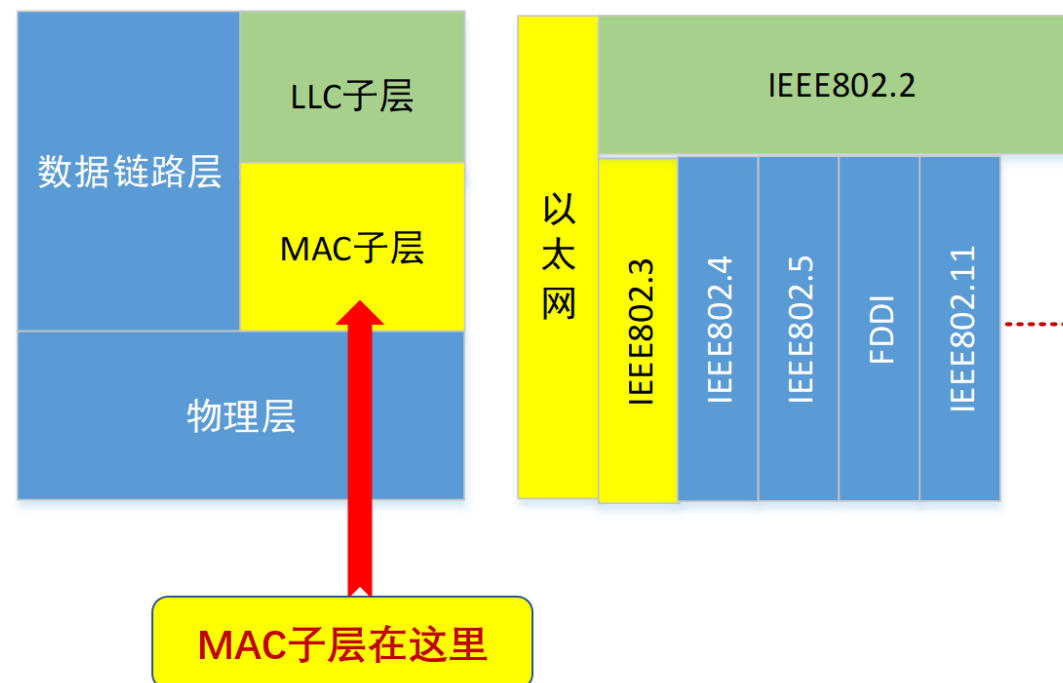 数据链路层
LLC子层
MAC子层
物理层
MAC子层在这里
以太网
IEEE802.2
IEEE802.3
IEEE802.4
IEEE802.5
FDDI
IEEE802.11